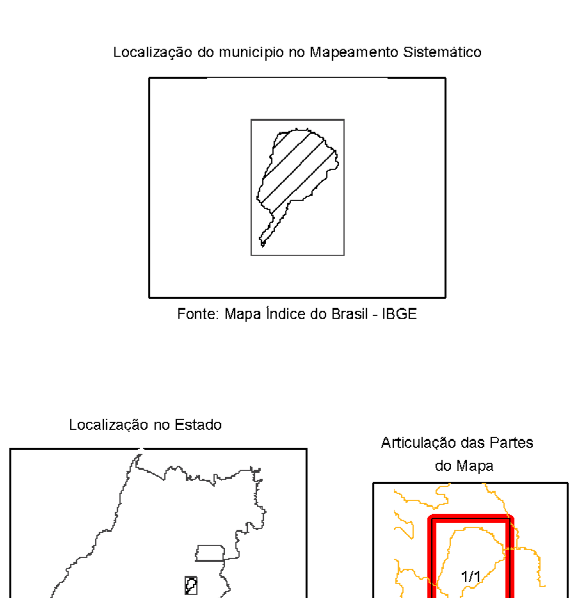 Localização do município no Mapeamento Sistemático
Fonte: Mapa Índice do Brasil - IBGE
Localização no Estado
Articulação das Partes
do Mapa
1/1